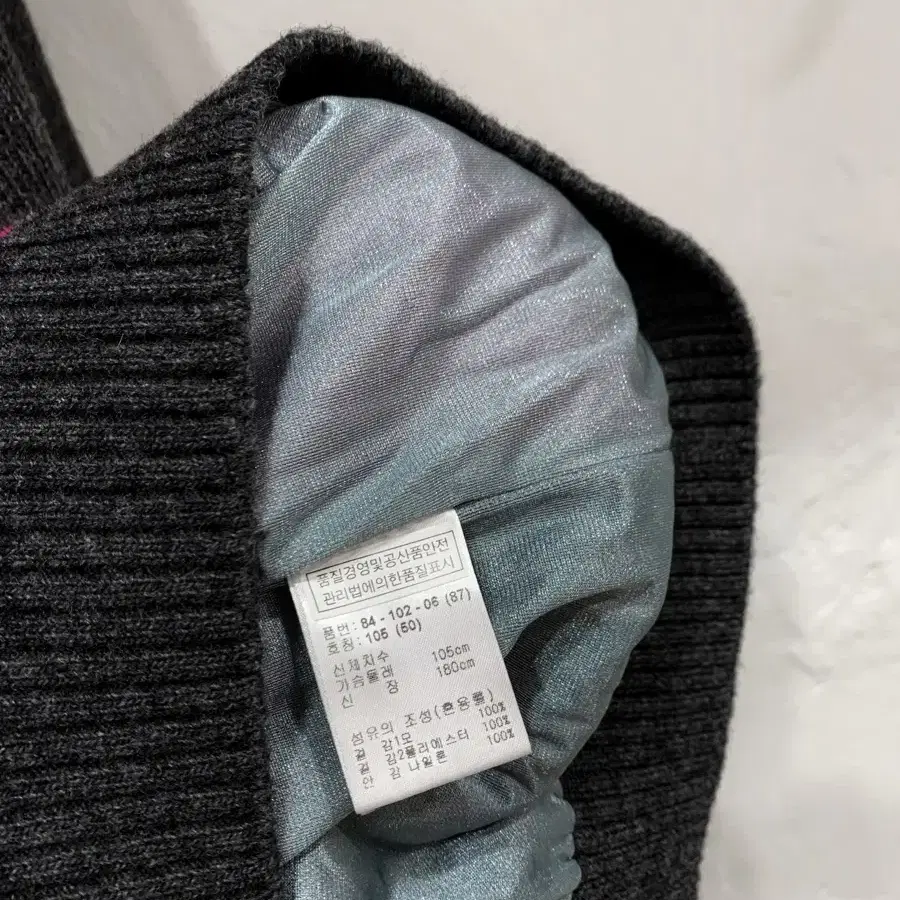 품질경영및공산품안전
관리법에의한품질표시
품번: 84-102-06 (87)
호칭: 105 (50)
신체치수
가슴둘레 105cm
신 장 180cm
섬유의 조성(혼용률)
겉 감1모 100%
겉 감2폴리에스터 100%
안 감 나일론 100%